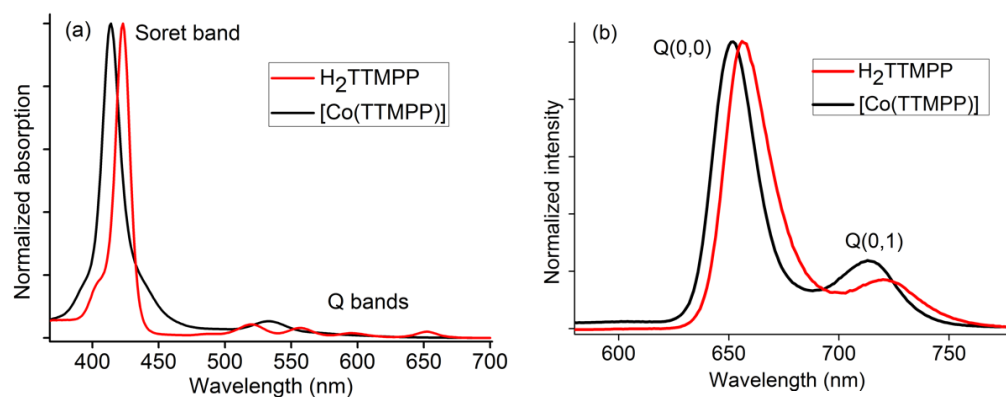 (a)
Soret band
H₂TTMPP
[Co(TTMPP)]
Q bands
Normalized absorption
400 450 500 550 600 650 700
Wavelength (nm)
(b)
Q(0,0)
H₂TTMPP
[Co(TTMPP)]
Q(0,1)
Normalized intensity
600 650 700 750
Wavelength (nm)